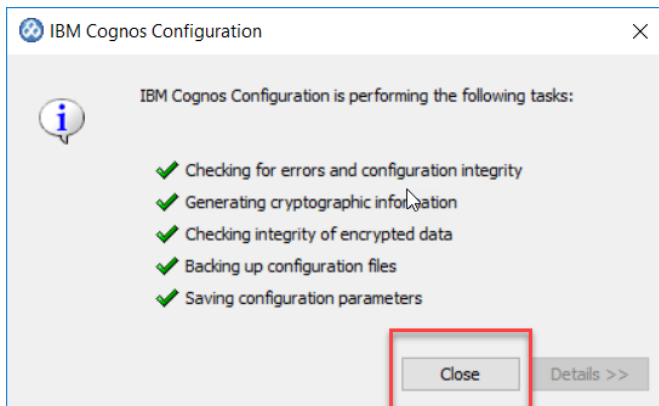 IBM Cognos Configuration
IBM Cognos Configuration is performing the following tasks:
Checking for errors and configuration integrity
Generating cryptographic information
Checking integrity of encrypted data
Backing up configuration files
Saving configuration parameters
Close
Details >>